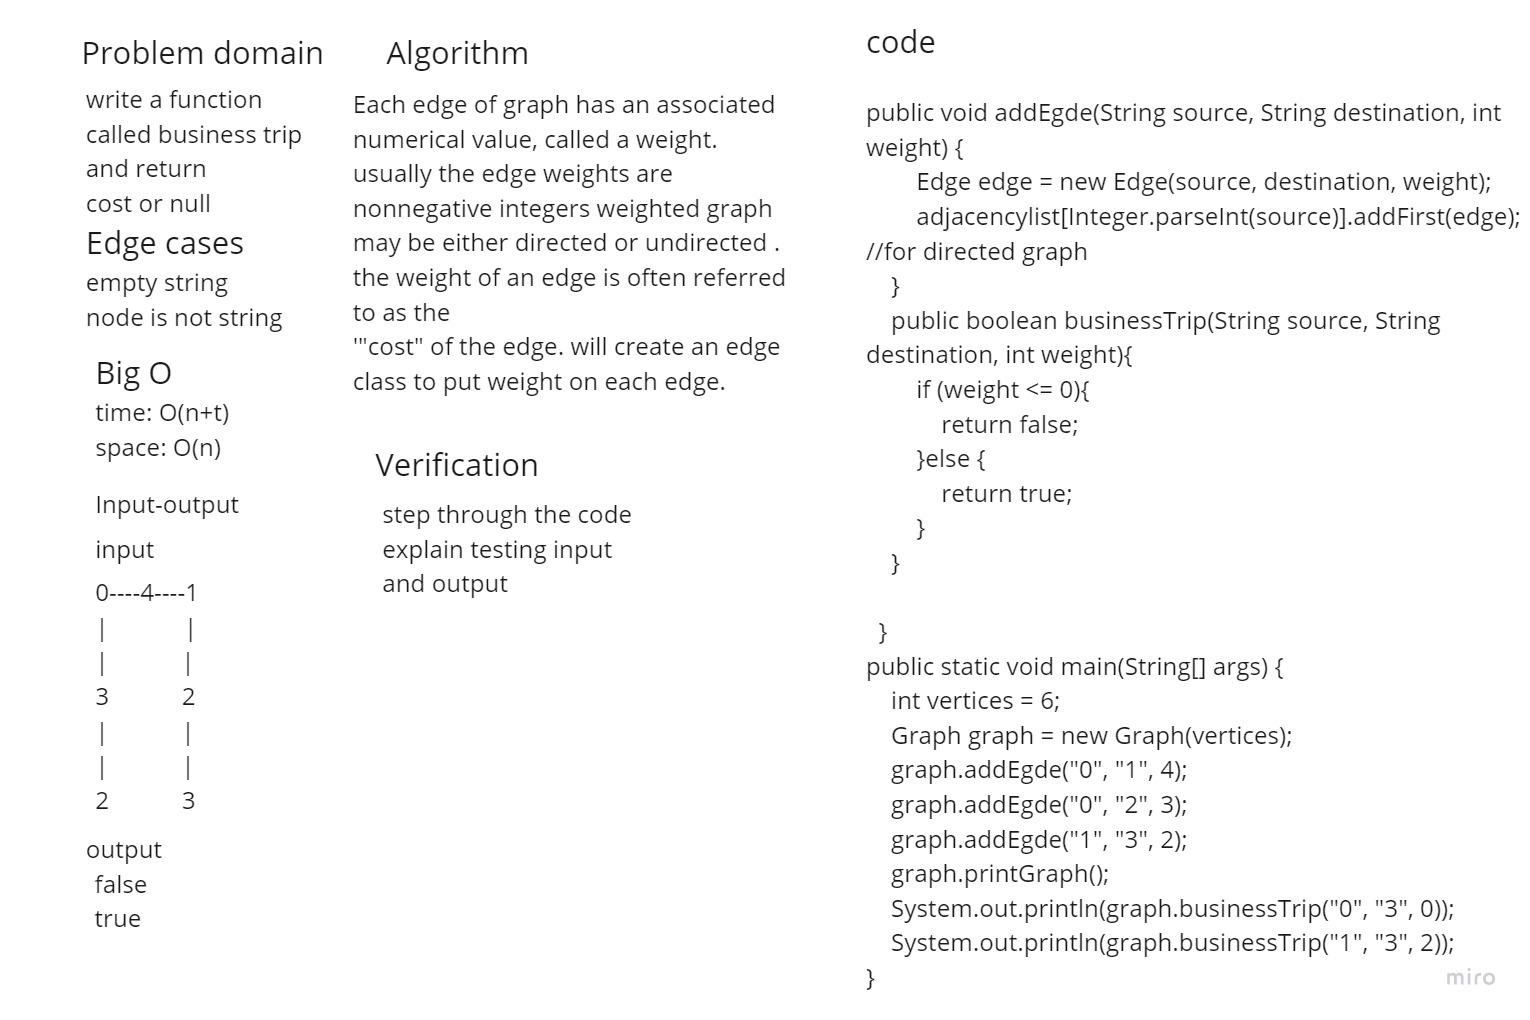 Problem domain
write a function
called business trip
and return
cost or null
Edge cases
empty string
node is not string
Big O
time: O(n+t)
space: O(n)
Input-output
input
0----4----1
|            |
|            |
3            2
|            |
|            |
2            3
output
false
true
Algorithm
Each edge of graph has an associated
numerical value, called a weight.
usually the edge weights are
nonnegative integers weighted graph
may be either directed or undirected .
the weight of an edge is often referred
to as the
'"cost" of the edge. will create an edge
class to put weight on each edge.
Verification
step through the code
explain testing input
and output
code
public void addEgde(String source, String destination, int
weight) {
Edge edge = new Edge(source, destination, weight);
adjacencylist[Integer.parseInt(source)].addFirst(edge);
//for directed graph
}
public boolean businessTrip(String source, String
destination, int weight){
if (weight <= 0){
return false;
}else {
return true;
}
}
}
public static void main(String[] args) {
int vertices = 6;
Graph graph = new Graph(vertices);
graph.addEgde("0", "1", 4);
graph.addEgde("0", "2", 3);
graph.addEgde("1", "3", 2);
graph.printGraph();
System.out.println(graph.businessTrip("0", "3", 0));
System.out.println(graph.businessTrip("1", "3", 2));
}
miro